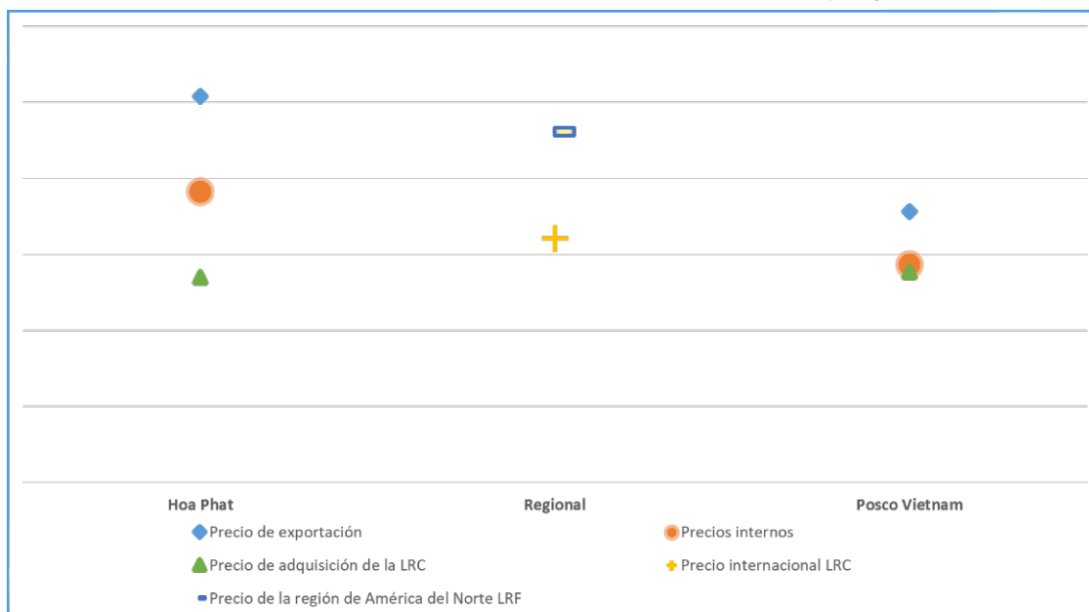 Hoa Phat Regional Posco Vietnam
Precio de exportación Precios internos
Precio de adquisición de la LRC Precio internacional LRC
Precio de la región de América del Norte LRF